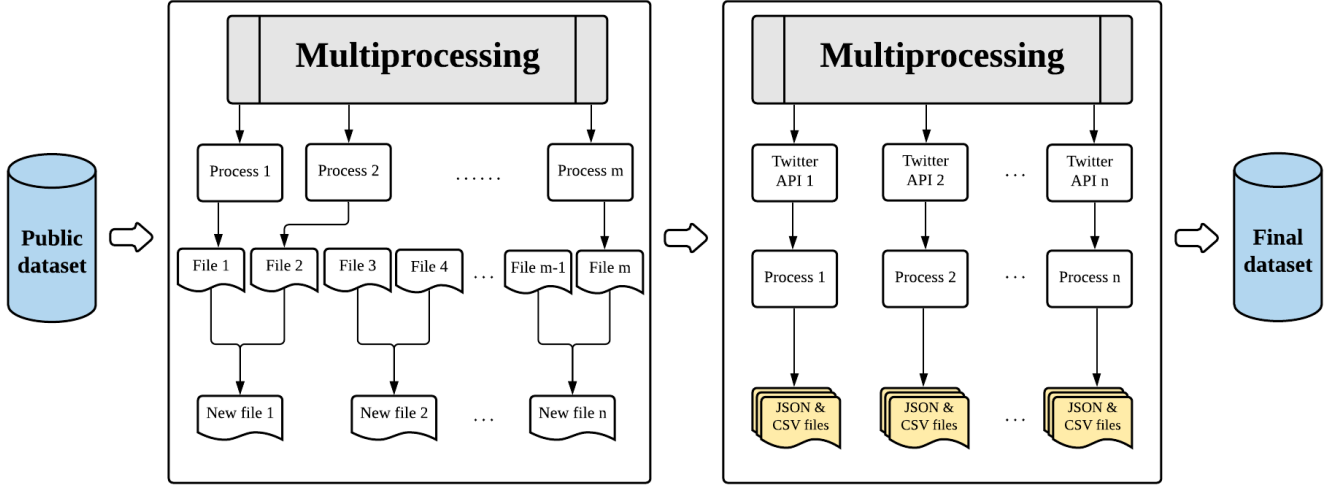 Public
dataset
Multiprocessing
Process 1
Process 2
......
Process m
File 1
File 2
File 3
File 4
...
File m-1
File m
New file 1
New file 2
...
New file n
Multiprocessing
Twitter
API 1
Twitter
API 2
...
Twitter
API n
Process 1
Process 2
...
Process n
JSON &
CSV files
JSON &
CSV files
...
JSON &
CSV files
Final
dataset